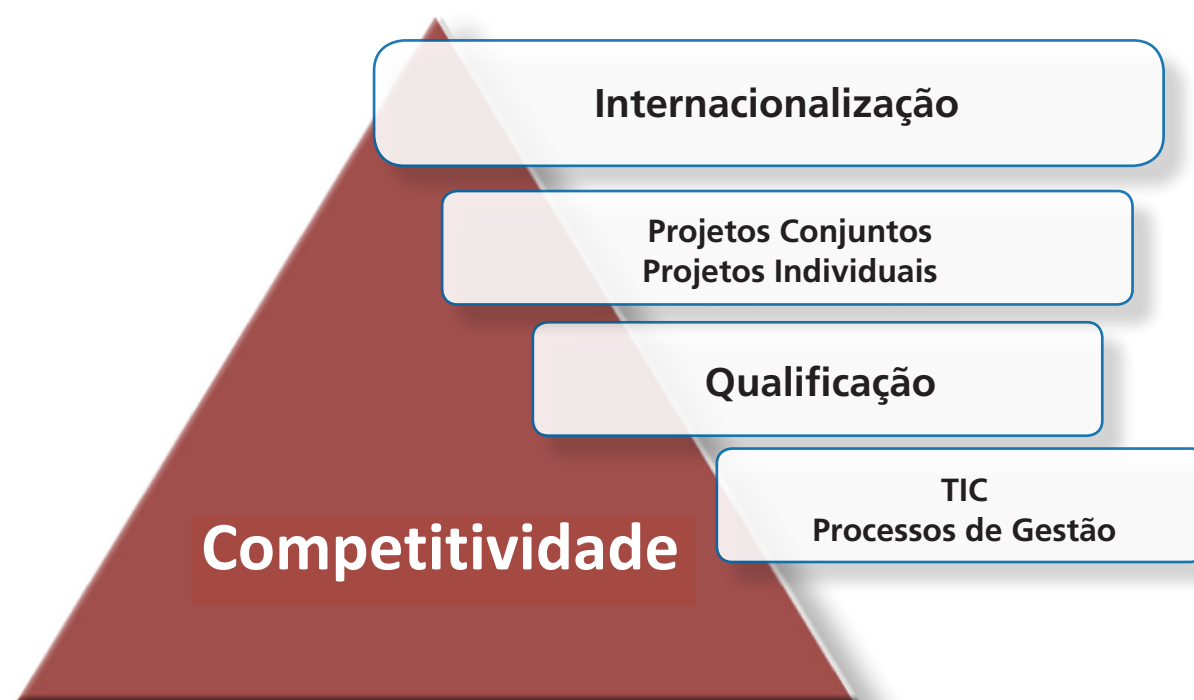 Internacionalização
Projetos Conjuntos
Projetos Individuais
Qualificação
TIC
Processos de Gestão
Competitividade